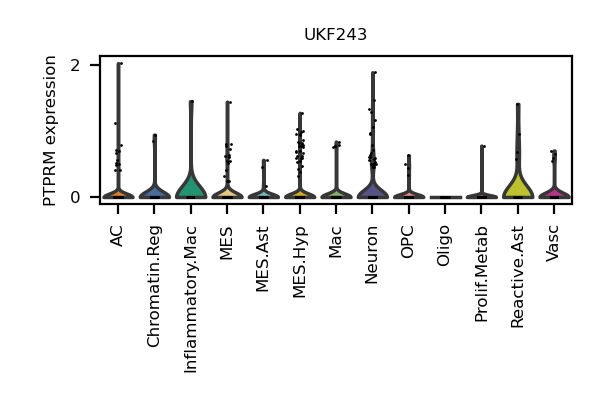 UKF243
PTPRM expression
2
0
AC
Chromatin.Reg
Inflammatory.Mac
MES
MES.Ast
MES.Hyp
Mac
Neuron
OPC
Oligo
Prolif.Metab
Reactive.Ast
Vasc